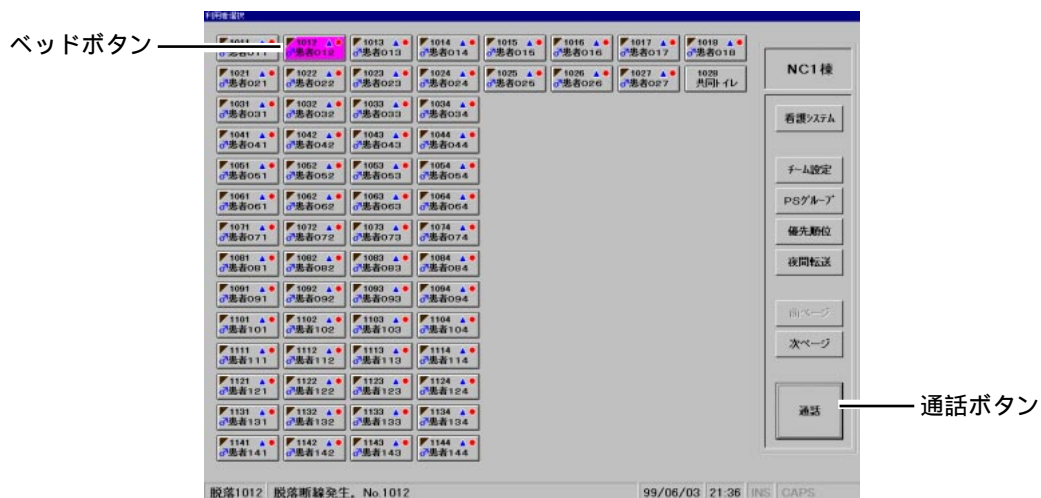 利用者選択
ベッドボタン
1011 患者011
1012 患者012
1013 患者013
1014 患者014
1015 患者015
1016 患者016
1017 患者017
1018 患者018
1021 患者021
1022 患者022
1023 患者023
1024 患者024
1025 患者025
1026 患者026
1027 患者027
1028 共同トイレ
1031 患者031
1032 患者032
1033 患者033
1034 患者034
1041 患者041
1042 患者042
1043 患者043
1044 患者044
1051 患者051
1052 患者052
1053 患者053
1054 患者054
1061 患者061
1062 患者062
1063 患者063
1064 患者064
1071 患者071
1072 患者072
1073 患者073
1074 患者074
1081 患者081
1082 患者082
1083 患者083
1084 患者084
1091 患者091
1092 患者092
1093 患者093
1094 患者094
1101 患者101
1102 患者102
1103 患者103
1104 患者104
1111 患者111
1112 患者112
1113 患者113
1114 患者114
1121 患者121
1122 患者122
1123 患者123
1124 患者124
1131 患者131
1132 患者132
1133 患者133
1134 患者134
1141 患者141
1142 患者142
1143 患者143
1144 患者144
NC1棟
看護システム
チーム設定
PSグループ
優先順位
夜間転送
前ページ
次ページ
通話
通話ボタン
脱落1012 脱落断線発生。No.1012 99/06/03 21:36 INS CAPS